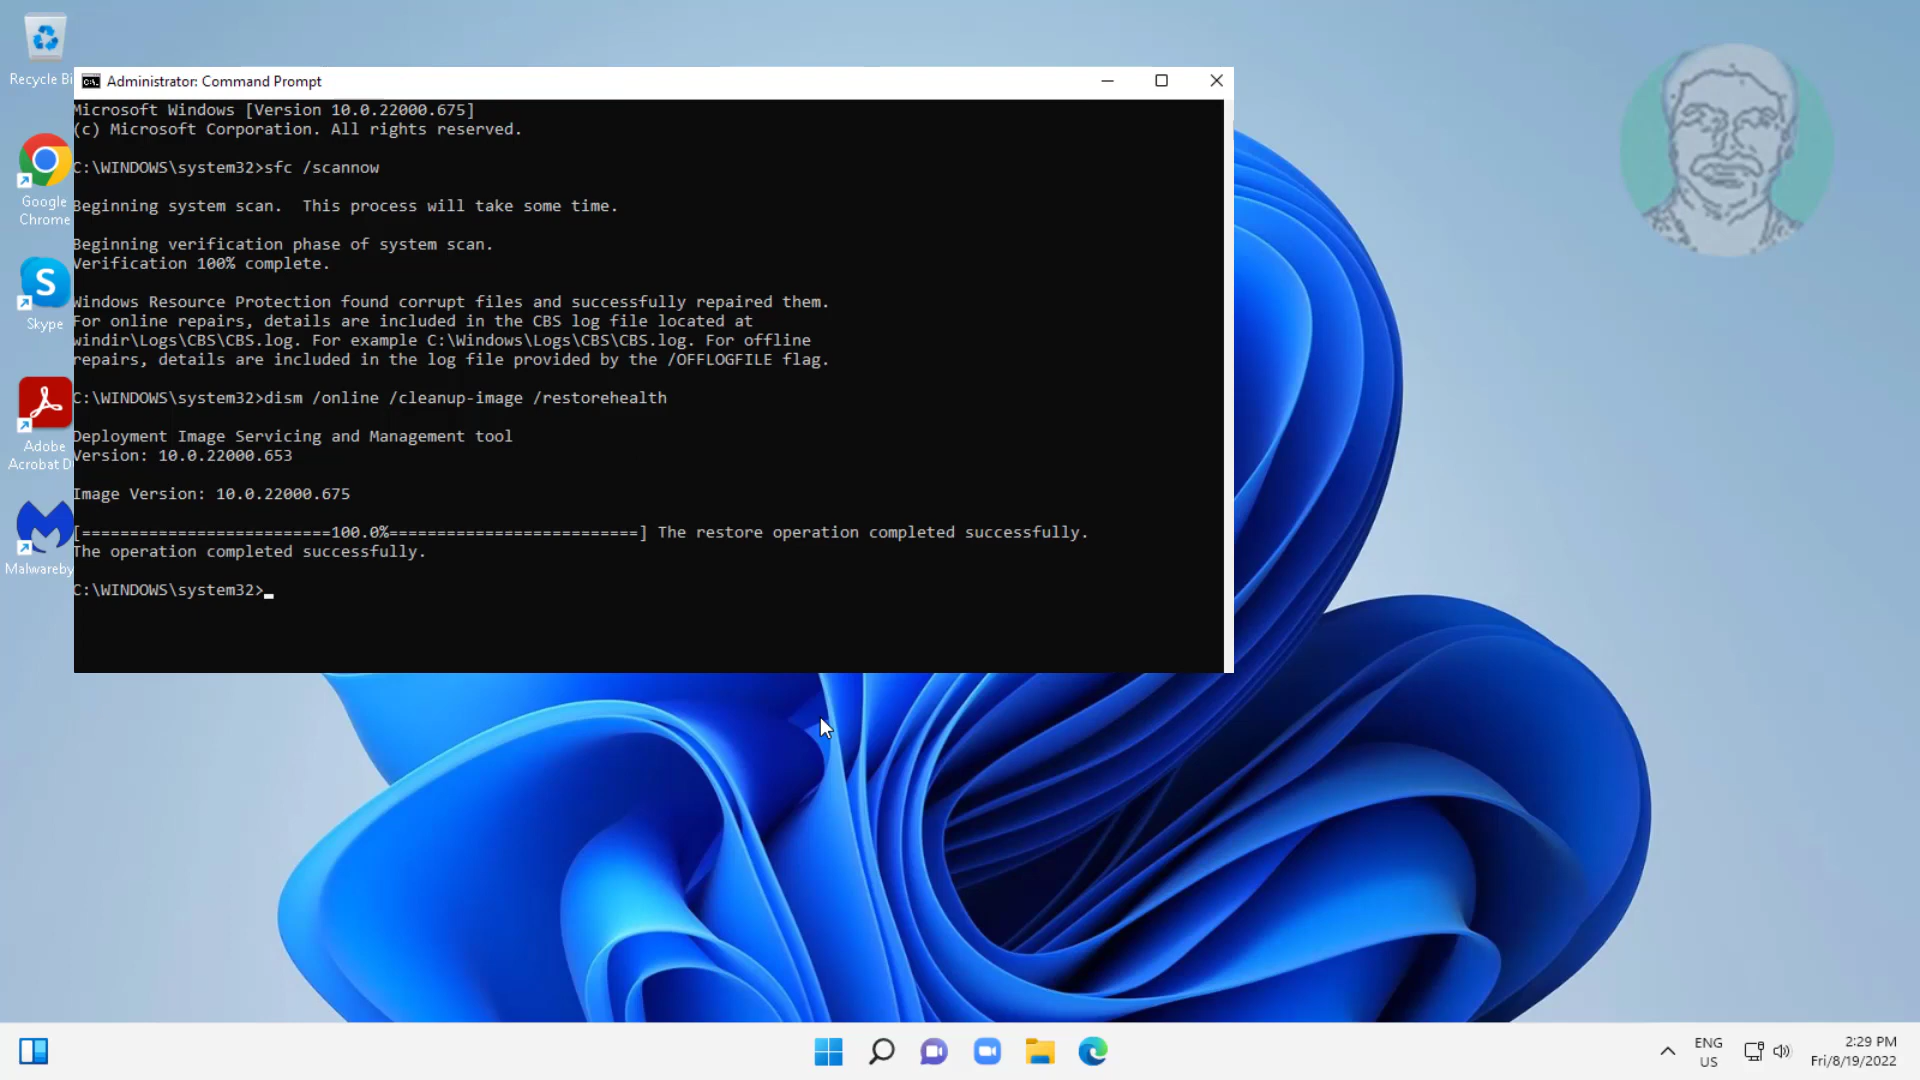 Recycle Bi
Google
Chrome
Skype
Adobe
Acrobat D
Malwareby
Administrator: Command Prompt
Microsoft Windows [Version 10.0.22000.675]
(c) Microsoft Corporation. All rights reserved.
C:\WINDOWS\system32>sfc /scannow
Beginning system scan.  This process will take some time.
Beginning verification phase of system scan.
Verification 100% complete.
Windows Resource Protection found corrupt files and successfully repaired them.
For online repairs, details are included in the CBS log file located at
windir\Logs\CBS\CBS.log. For example C:\Windows\Logs\CBS\CBS.log. For offline
repairs, details are included in the log file provided by the /OFFLOGFILE flag.
C:\WINDOWS\system32>dism /online /cleanup-image /restorehealth
Deployment Image Servicing and Management tool
Version: 10.0.22000.653
Image Version: 10.0.22000.675
[==========================100.0%==========================] The restore operation completed successfully.
The operation completed successfully.
C:\WINDOWS\system32>
ENG
US
2:29 PM
Fri/8/19/2022